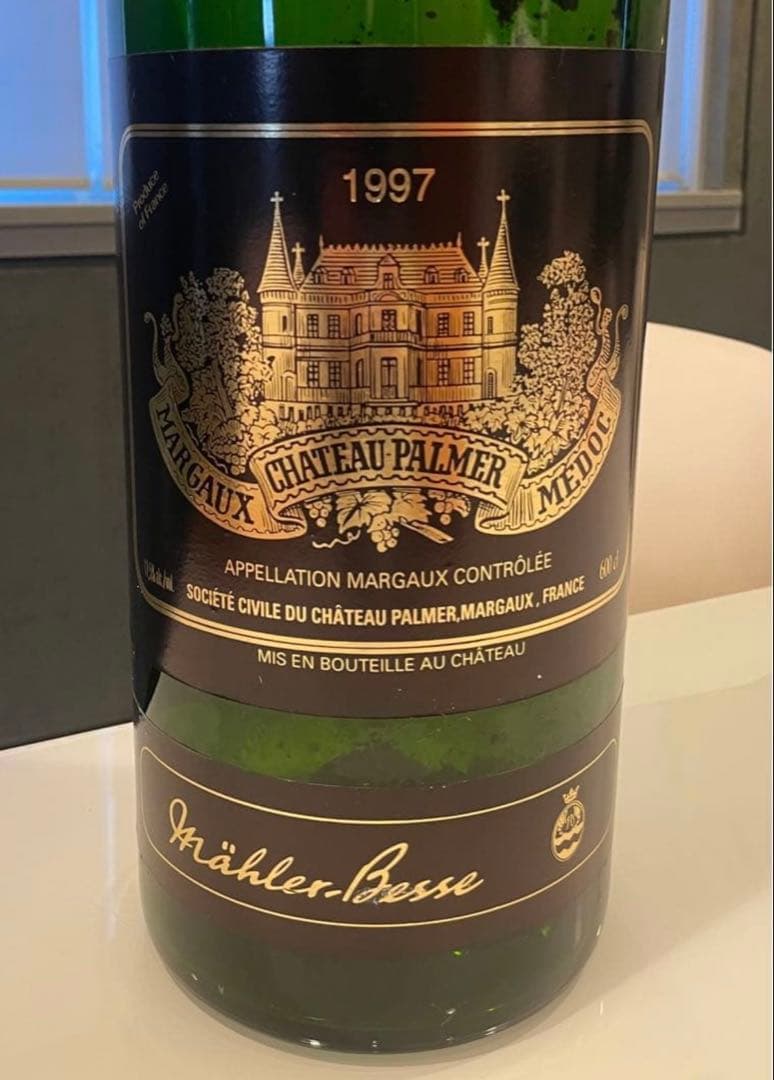 Produce
of France
1997
MARGAUX
CHATEAU·PALMER
MEDOC
APPELLATION MARGAUX CONTRÔLÉE
600 cl
SOCIÉTÉ CIVILE DU CHÂTEAU PALMER, MARGAUX, FRANCE
MIS EN BOUTEILLE AU CHÂTEAU
Mähler-Besse